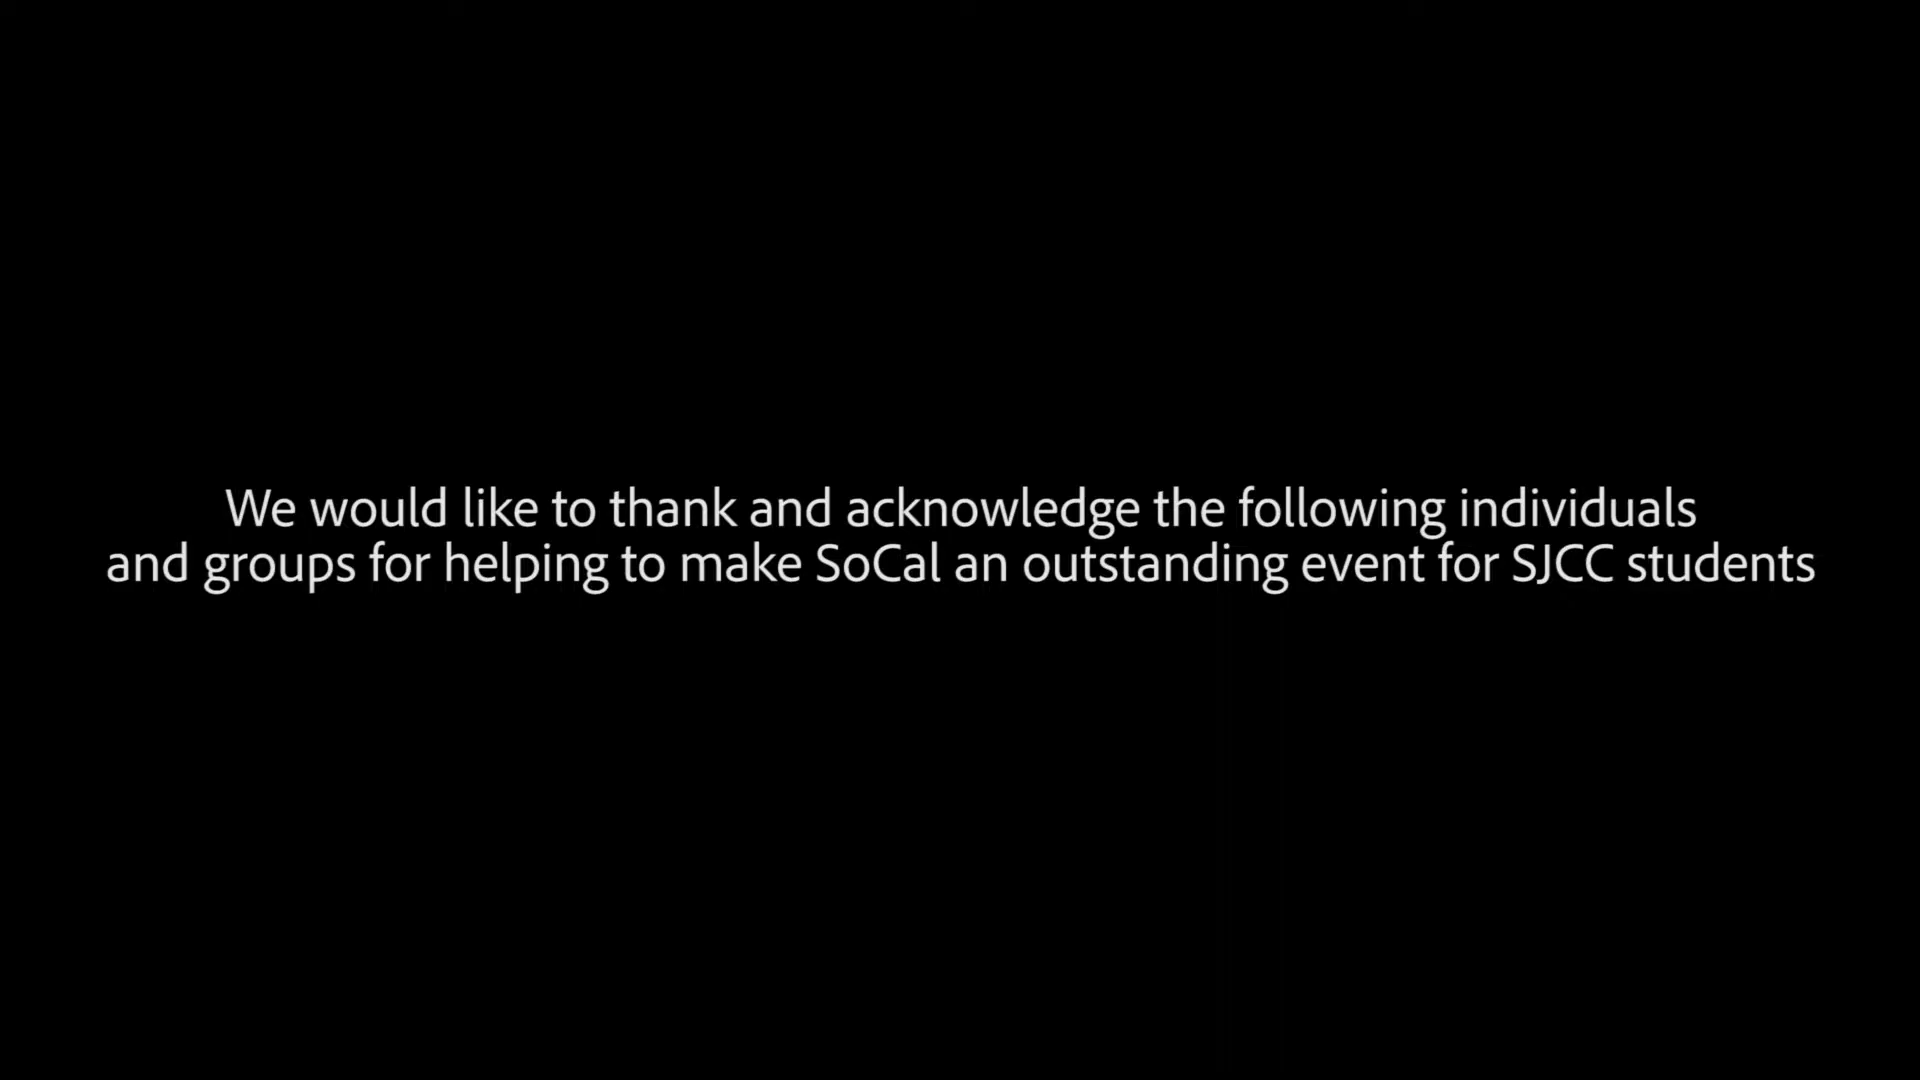 We would like to thank and acknowledge the following individuals
and groups for helping to make SoCal an outstanding event for SJCC students